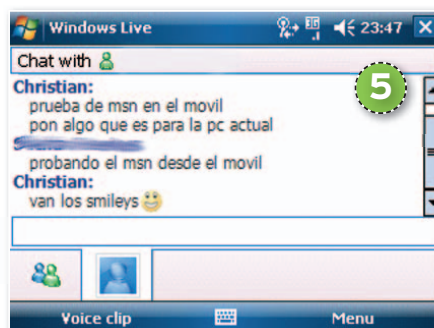 Windows Live
3G
23:47
Chat with
5
Christian:
prueba de msn en el movil
pon algo que es para la pc actual
probando el msn desde el movil
Christian:
van los smileys
Voice clip
Menu